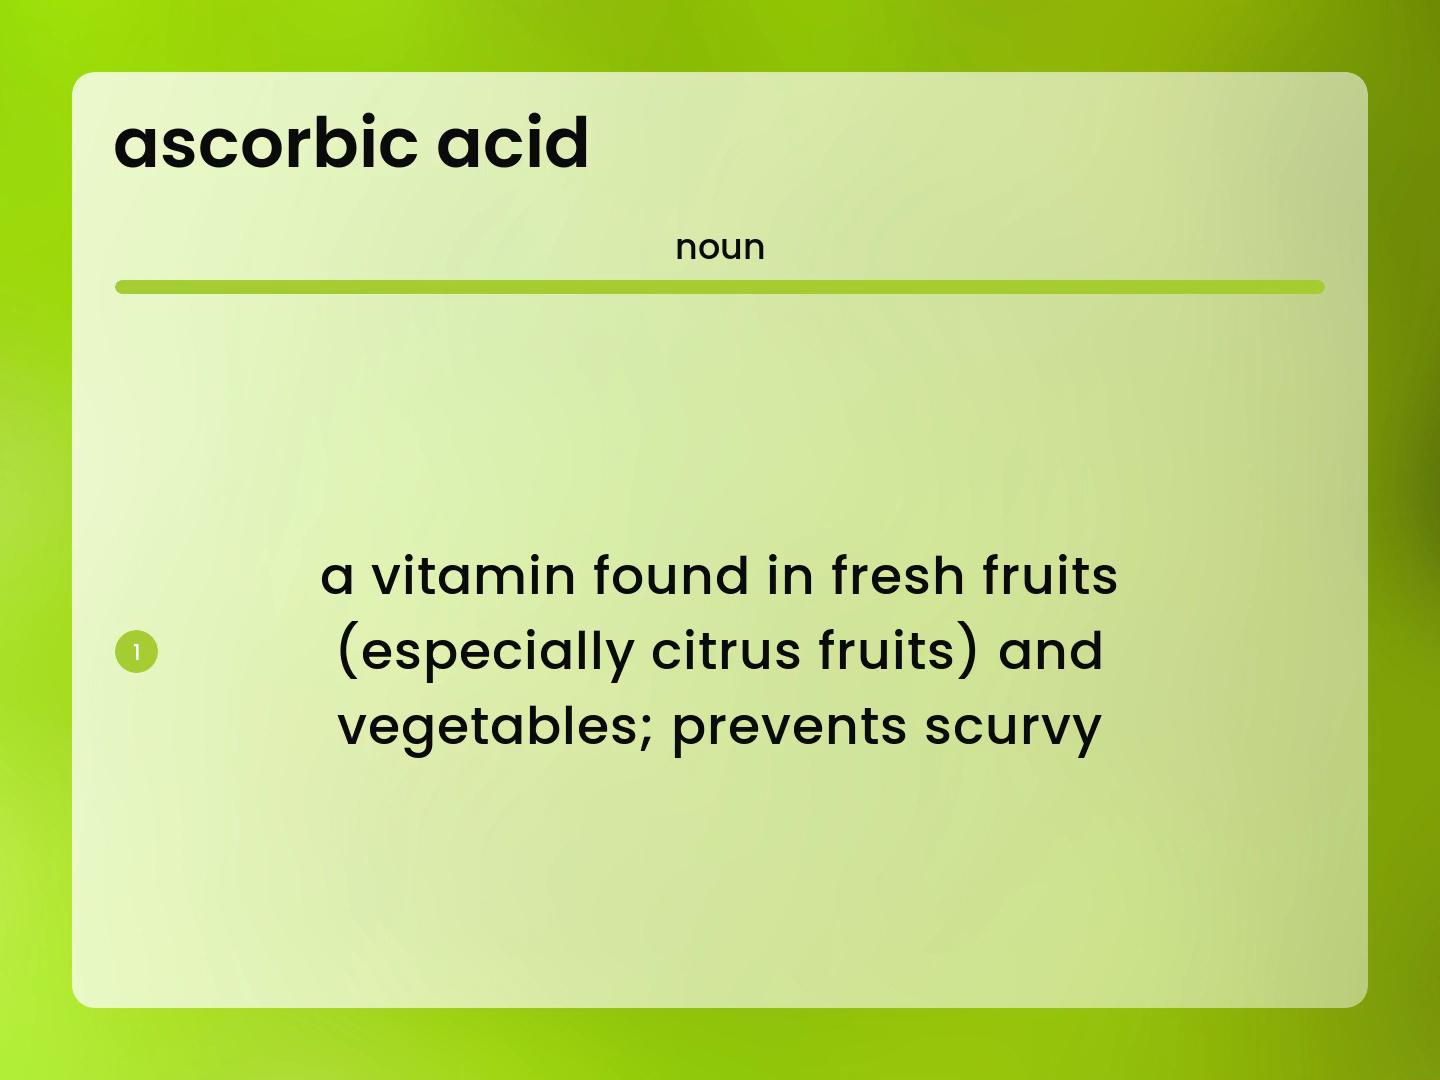 ascorbic acid
noun
a vitamin found in fresh fruits
1
(especially citrus fruits) and
vegetables; prevents scurvy